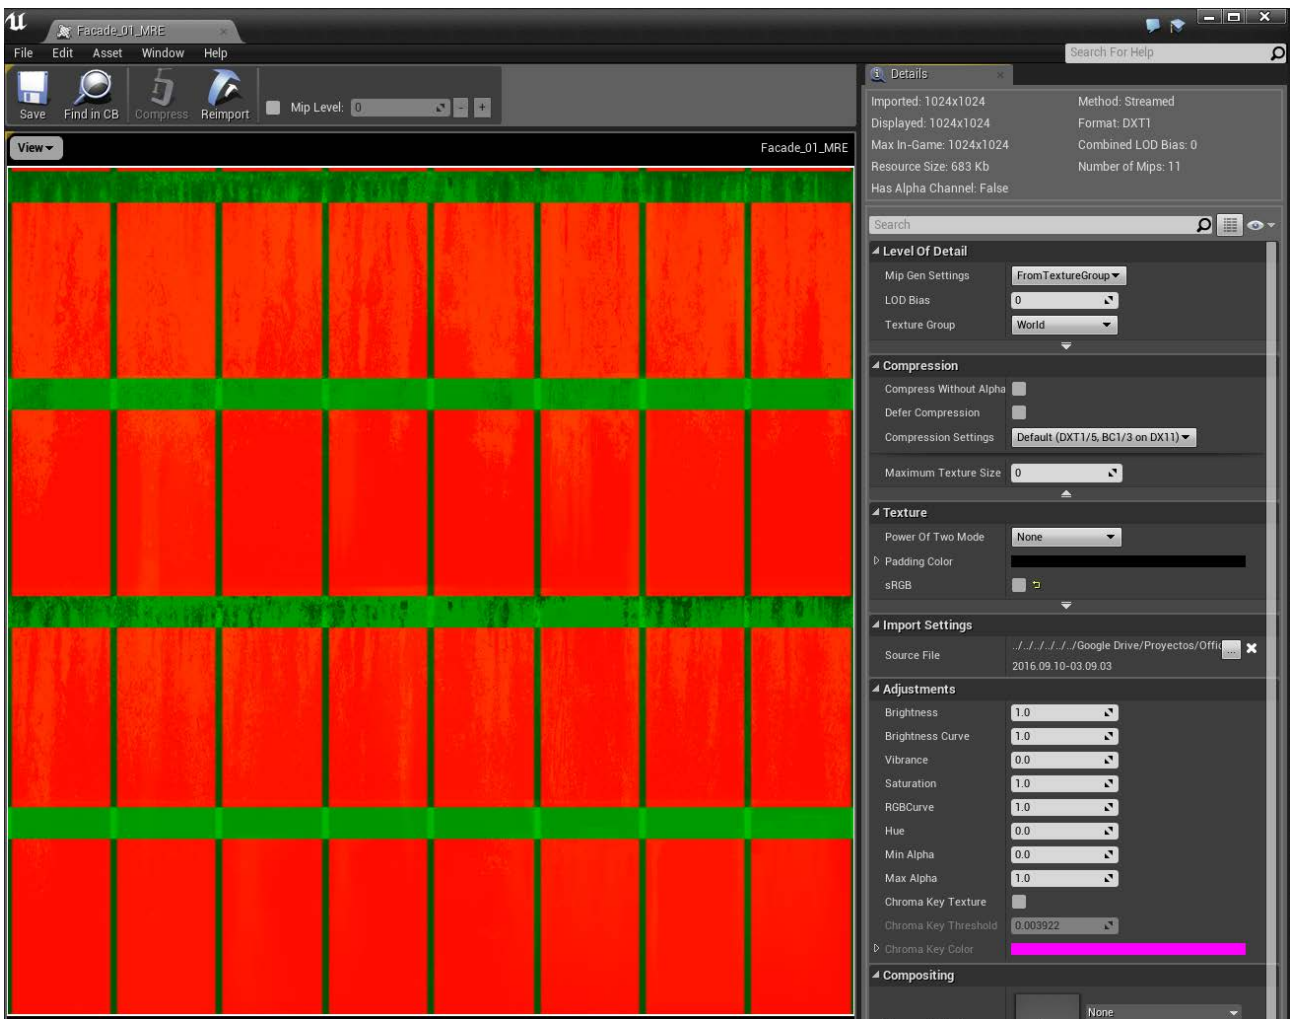 Facade_01_MRE
File Edit Asset Window Help
Search For Help
Save Find in CB Compress Reimport Mip Level: 0 - +
View
Facade_01_MRE
Details
Imported: 1024x1024 Method: Streamed
Displayed: 1024x1024 Format: DXT1
Max In-Game: 1024x1024 Combined LOD Bias: 0
Resource Size: 683 Kb Number of Mips: 11
Has Alpha Channel: False
Search
Level Of Detail
Mip Gen Settings FromTextureGroup
LOD Bias 0
Texture Group World
Compression
Compress Without Alpha
Defer Compression
Compression Settings Default (DXT1/5, BC1/3 on DX11)
Maximum Texture Size 0
Texture
Power Of Two Mode None
Padding Color
sRGB
Import Settings
Source File ../../../../../../Google Drive/Proyectos/Offic ...
2016.09.10-03.09.03
Adjustments
Brightness 1.0
Brightness Curve 1.0
Vibrance 0.0
Saturation 1.0
RGBCurve 1.0
Hue 0.0
Min Alpha 0.0
Max Alpha 1.0
Chroma Key Texture
Chroma Key Threshold 0.003922
Chroma Key Color
Compositing
None